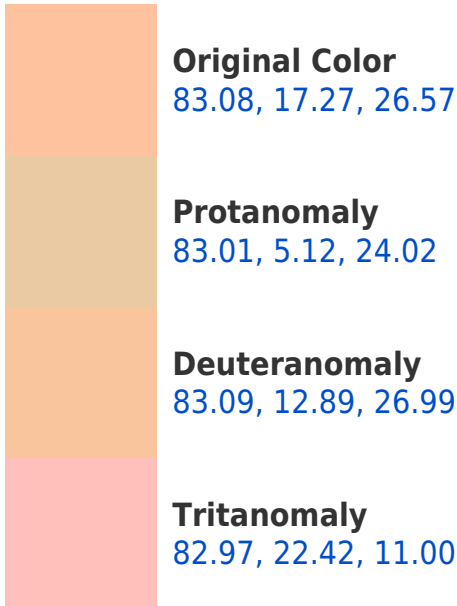 Original Color
83.08, 17.27, 26.57
Protanomaly
83.01, 5.12, 24.02
Deuteranomaly
83.09, 12.89, 26.99
Tritanomaly
82.97, 22.42, 11.00